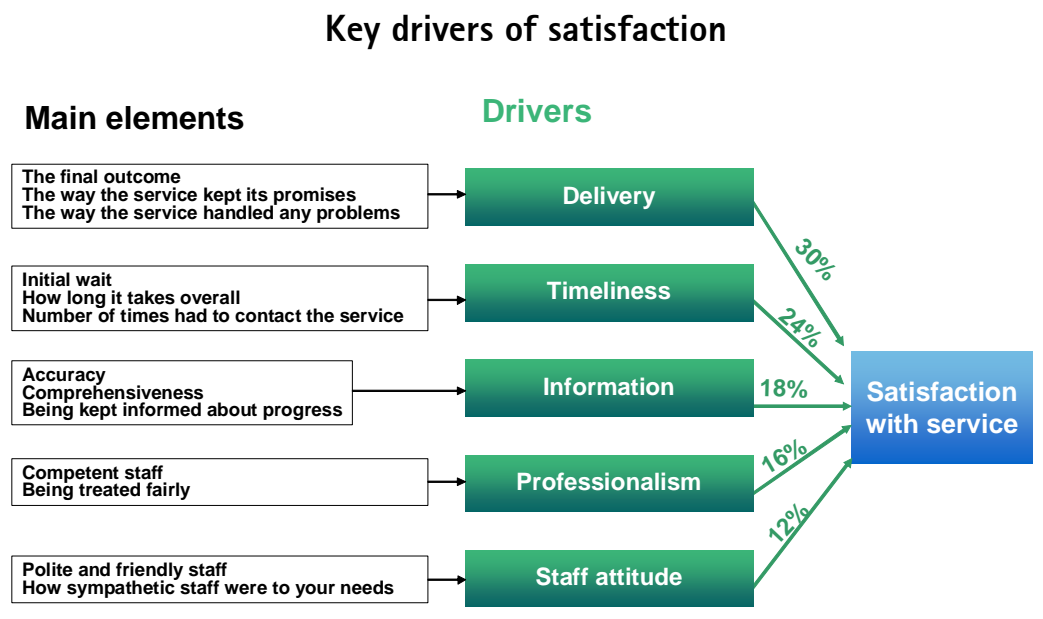 Key drivers of satisfaction
Main elements
Drivers
The final outcome
The way the service kept its promises
The way the service handled any problems
Delivery
30%
Initial wait
How long it takes overall
Number of times had to contact the service
Timeliness
24%
Accuracy
Comprehensiveness
Being kept informed about progress
Information
18%
Satisfaction
with service
Competent staff
Being treated fairly
Professionalism
16%
Polite and friendly staff
How sympathetic staff were to your needs
Staff attitude
12%